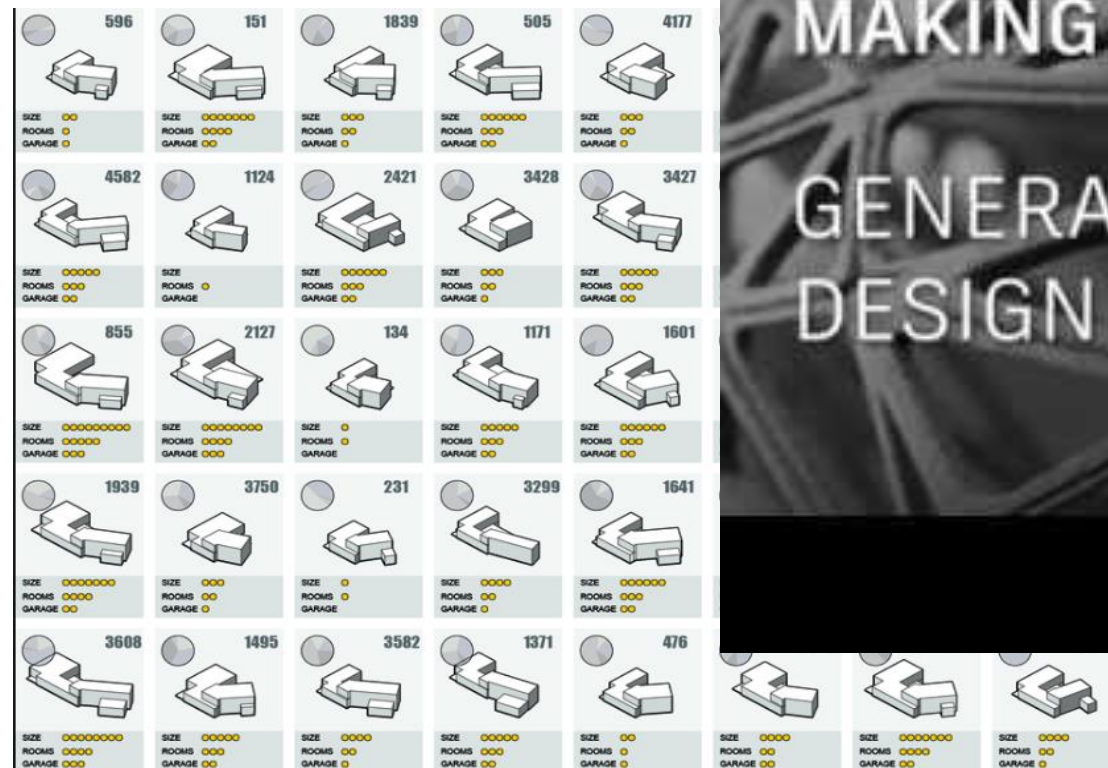 596 151 1839 505 4177
SIZE SIZE SIZE SIZE SIZE
ROOMS ROOMS ROOMS ROOMS ROOMS
GARAGE GARAGE GARAGE GARAGE GARAGE
4582 1124 2421 3428 3427
SIZE SIZE SIZE SIZE SIZE
ROOMS ROOMS ROOMS ROOMS ROOMS
GARAGE GARAGE GARAGE GARAGE GARAGE
855 2127 134 1171 1601
SIZE SIZE SIZE SIZE SIZE
ROOMS ROOMS ROOMS ROOMS ROOMS
GARAGE GARAGE GARAGE GARAGE GARAGE
1939 3750 231 3299 1641
SIZE SIZE SIZE SIZE SIZE
ROOMS ROOMS ROOMS ROOMS ROOMS
GARAGE GARAGE GARAGE GARAGE GARAGE
3608 1495 3582 1371 476
SIZE SIZE SIZE SIZE SIZE SIZE SIZE SIZE
ROOMS ROOMS ROOMS ROOMS ROOMS ROOMS ROOMS ROOMS
GARAGE GARAGE GARAGE GARAGE GARAGE GARAGE GARAGE GARAGE
MAKING
GENERA
DESIGN